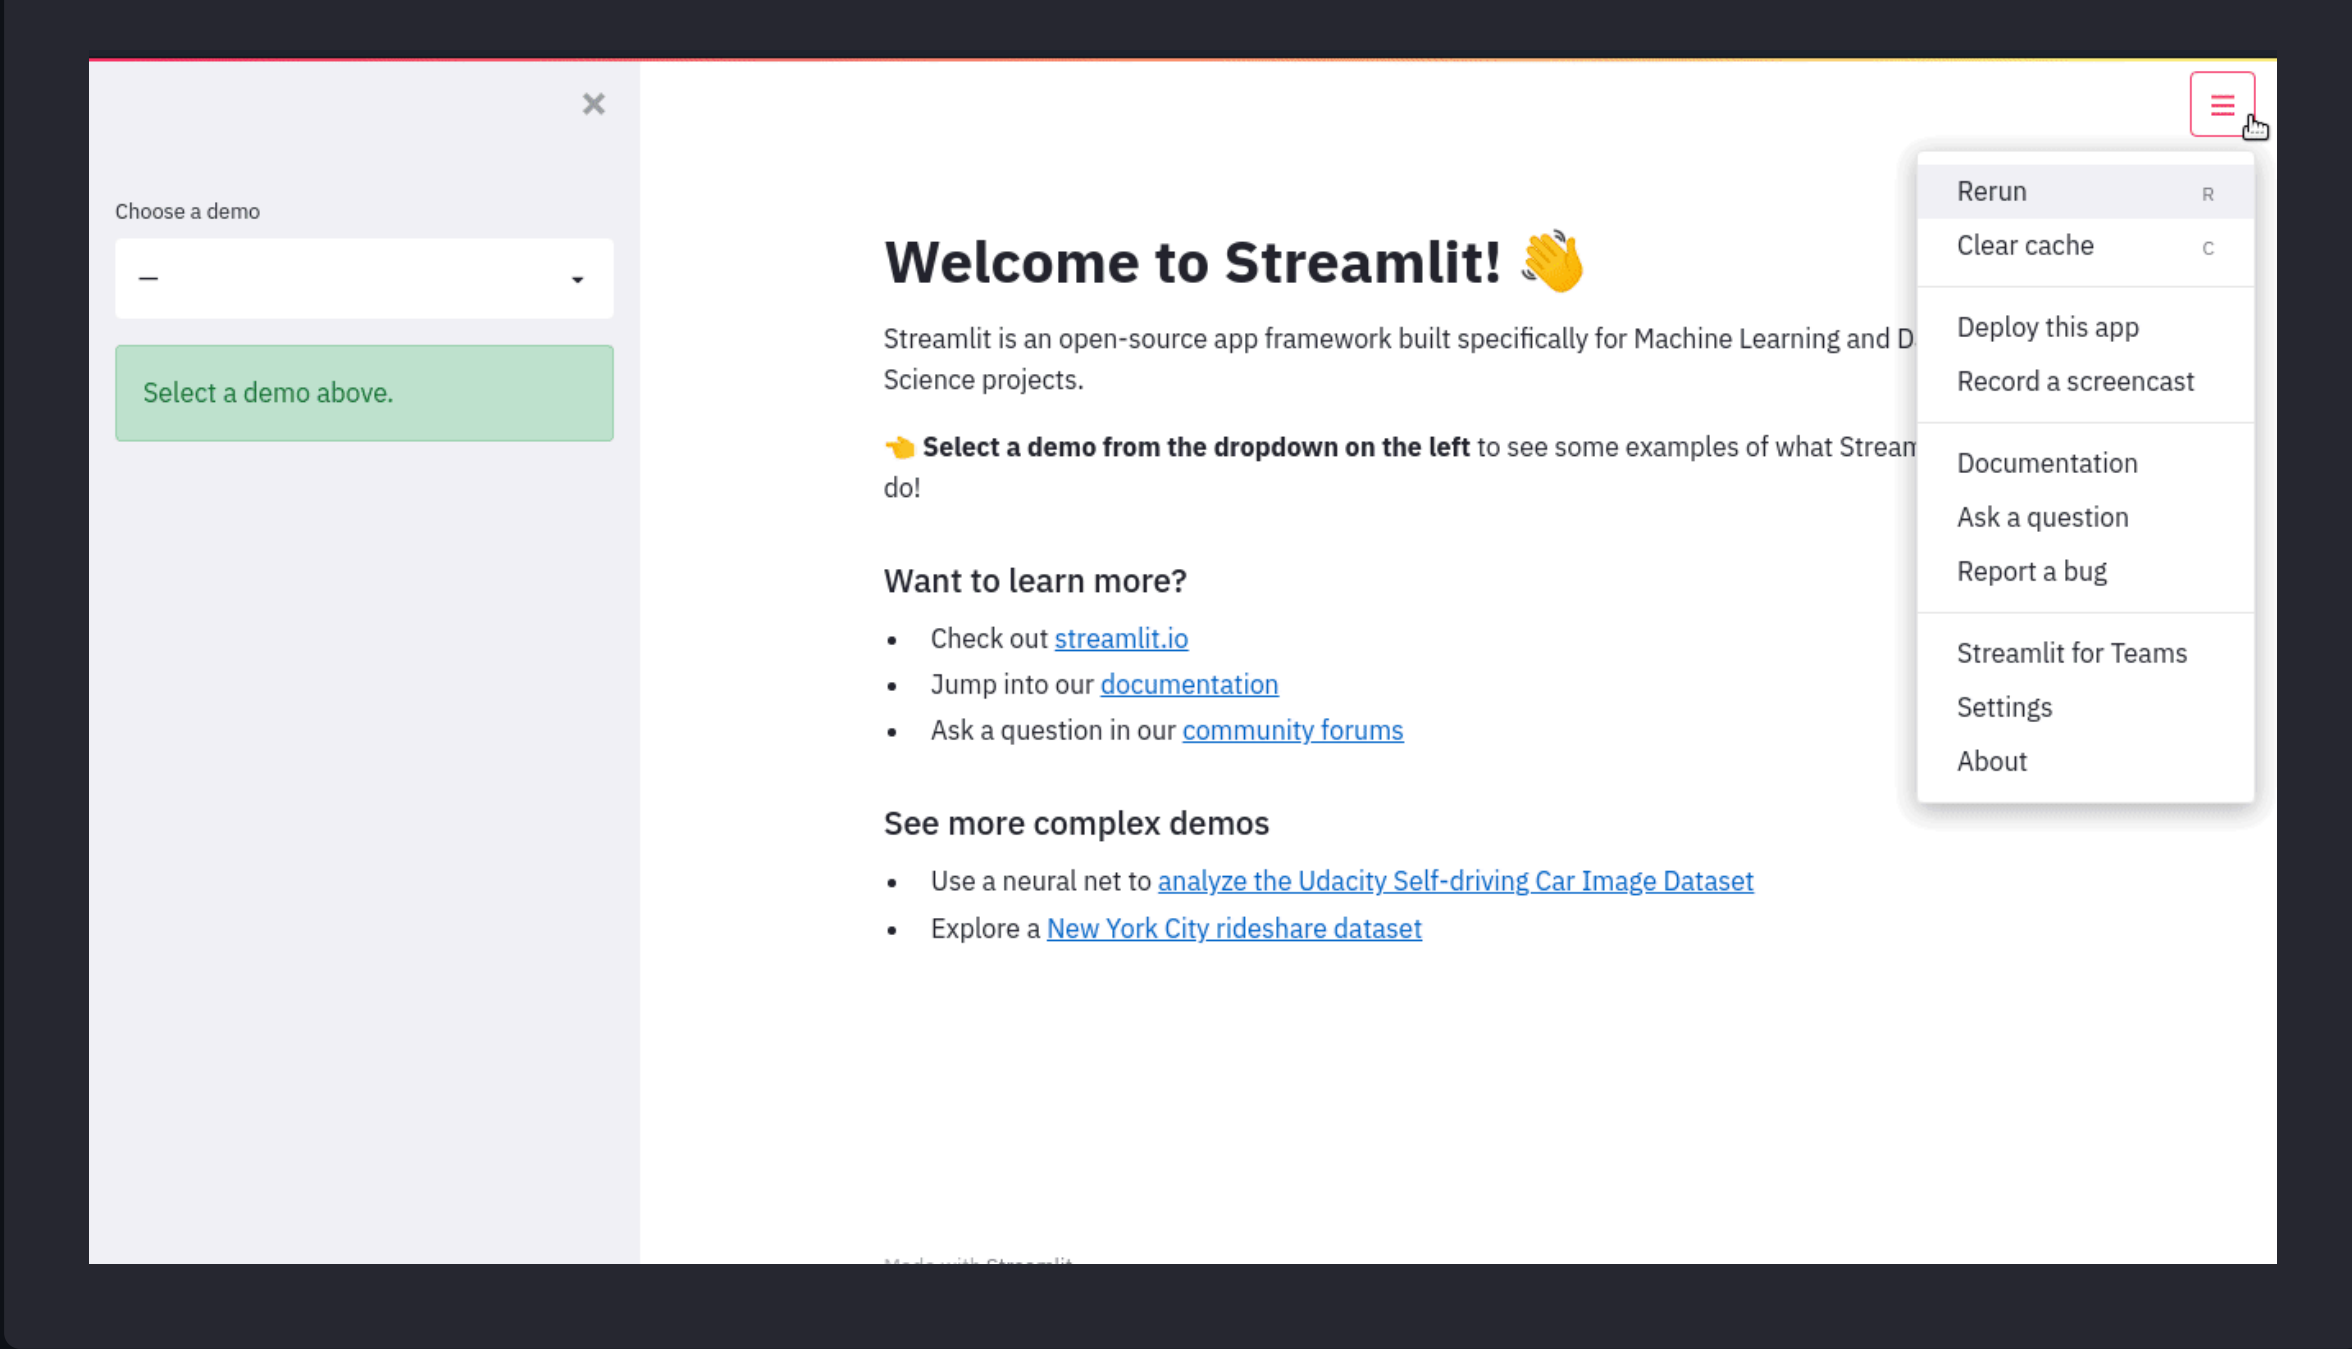 Choose a demo
—
Select a demo above.
Welcome to Streamlit! 👋
Streamlit is an open-source app framework built specifically for Machine Learning and
Science projects.
👈 Select a demo from the dropdown on the left to see some examples of what Stream
do!
Want to learn more?
• Check out streamlit.io
• Jump into our documentation
• Ask a question in our community forums
See more complex demos
• Use a neural net to analyze the Udacity Self-driving Car Image Dataset
• Explore a New York City rideshare dataset
Made with Streamlit
Rerun R
Clear cache C
Deploy this app
Record a screencast
Documentation
Ask a question
Report a bug
Streamlit for Teams
Settings
About